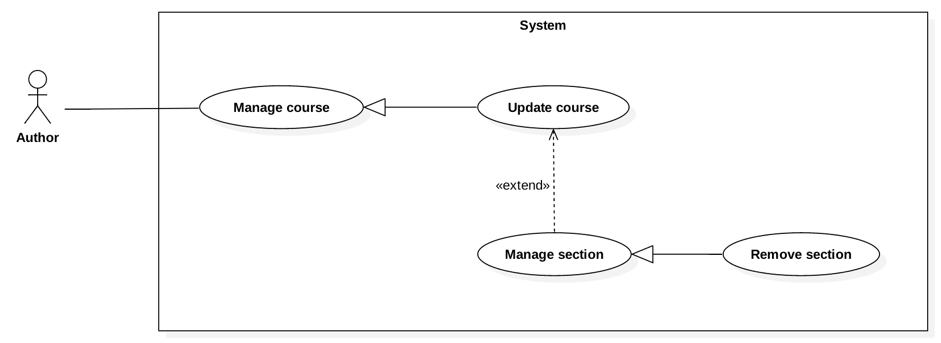 System
Author
Manage course
Update course
«extend»
Manage section
Remove section